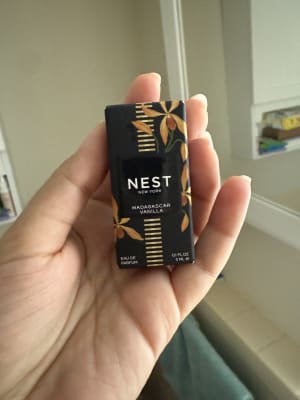 NEST
NEW YORK
MADAGASCAR
VANILLA
EAU DE
PARFUM